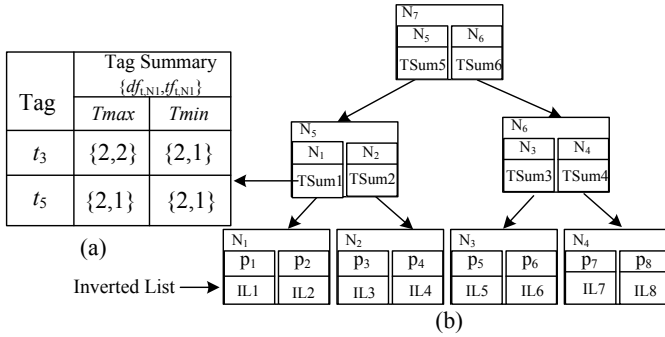 Tag
Tag Summary
{df_t,N1,tf_t,N1}
Tmax Tmin
t3 {2,2} {2,1}
t5 {2,1} {2,1}
(a)
N7
N5 N6
TSum5 TSum6
N5
N1 N2
TSum1 TSum2
N6
N3 N4
TSum3 TSum4
N1
p1 p2
IL1 IL2
N2
p3 p4
IL3 IL4
N3
p5 p6
IL5 IL6
N4
p7 p8
IL7 IL8
Inverted List
(b)